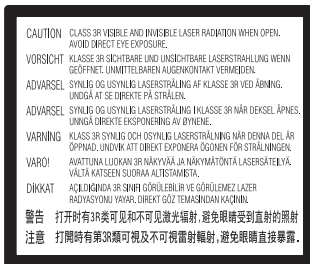 CAUTION CLASS 3R VISIBLE AND INVISIBLE LASER RADIATION WHEN OPEN.
AVOID DIRECT EYE EXPOSURE.
VORSICHT KLASSE 3R SICHTBARE UND UNSICHTBARE LASERSTRAHLUNG WENN
GEÖFFNET. UNMITTELBAREN AUGENKONTAKT VERMEIDEN.
ADVARSEL SYNLIG OG USYNLIG LASERSTRÅLING AF KLASSE 3R VED ÅBNING.
UNDGÅ AT SE DIREKTE PÅ STRÅLEN.
ADVARSEL SYNLIG OG USYNLIG LASERSTRÅLING I KLASSE 3R NÅR DEKSEL ÅPNES.
UNNGÅ DIREKTE EKSPONERING AV ØYNENE.
VARNING KLASS 3R SYNLIG OCH OSYNLIG LASERSTRÅLNING NÄR DENNA DEL ÄR
ÖPPNAD. UNDVIK ATT DIREKT EXPONERA ÖGONEN FÖR STRÅLNINGEN.
VARO! AVATTUNA LUOKAN 3R NÄKYVÄÄ JA NÄKYMÄTÖNTÄ LASERSÄTEILYÄ.
VÄLTÄ KATSEEN SUORAA ALTISTAMISTA.
DİKKAT AÇILDIĞINDA 3R SINIFI GÖRÜLEBİLİR VE GÖRÜLEMEZ LAZER
RADYASYONU YAYAR. DİREKT GÖZ TEMASINDAN KAÇININ.
警告 打开时有3R类可见和不可见激光辐射,避免眼睛受到直射的照射
注意 打開時有第3R類可視及不可視雷射輻射,避免眼睛直接暴露.